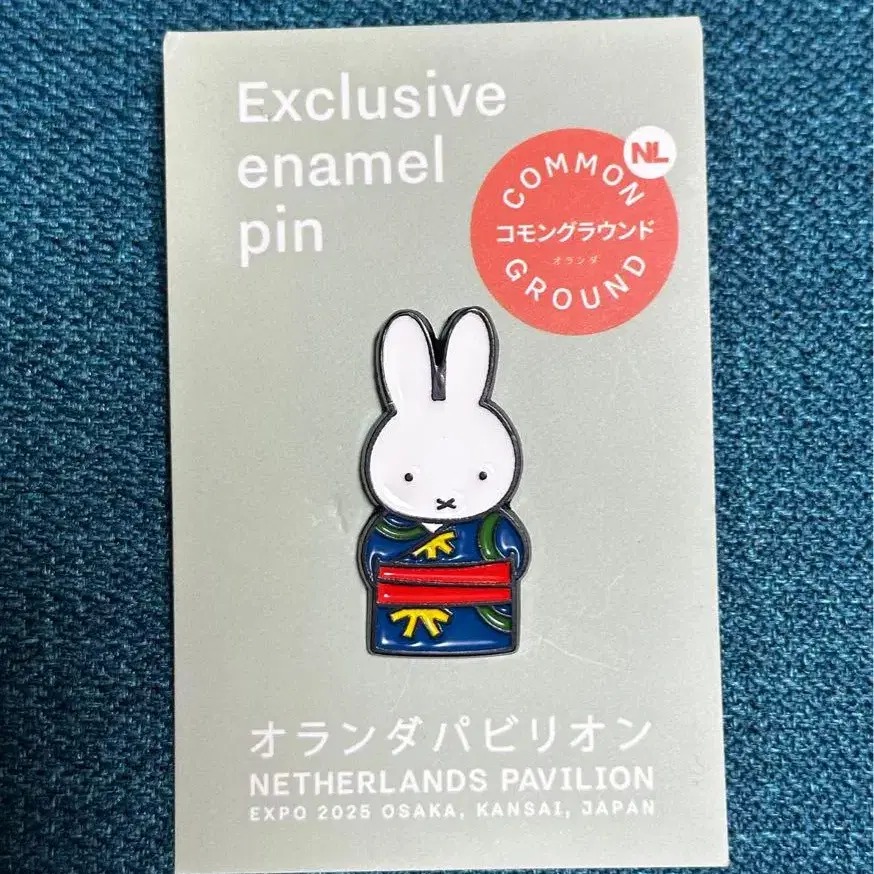 Exclusive
enamel
pin
NL
COMMON
コモングラウンド
オランダ
GROUND
オランダパビリオン
NETHERLANDS PAVILION
EXPO 2025 OSAKA, KANSAI, JAPAN